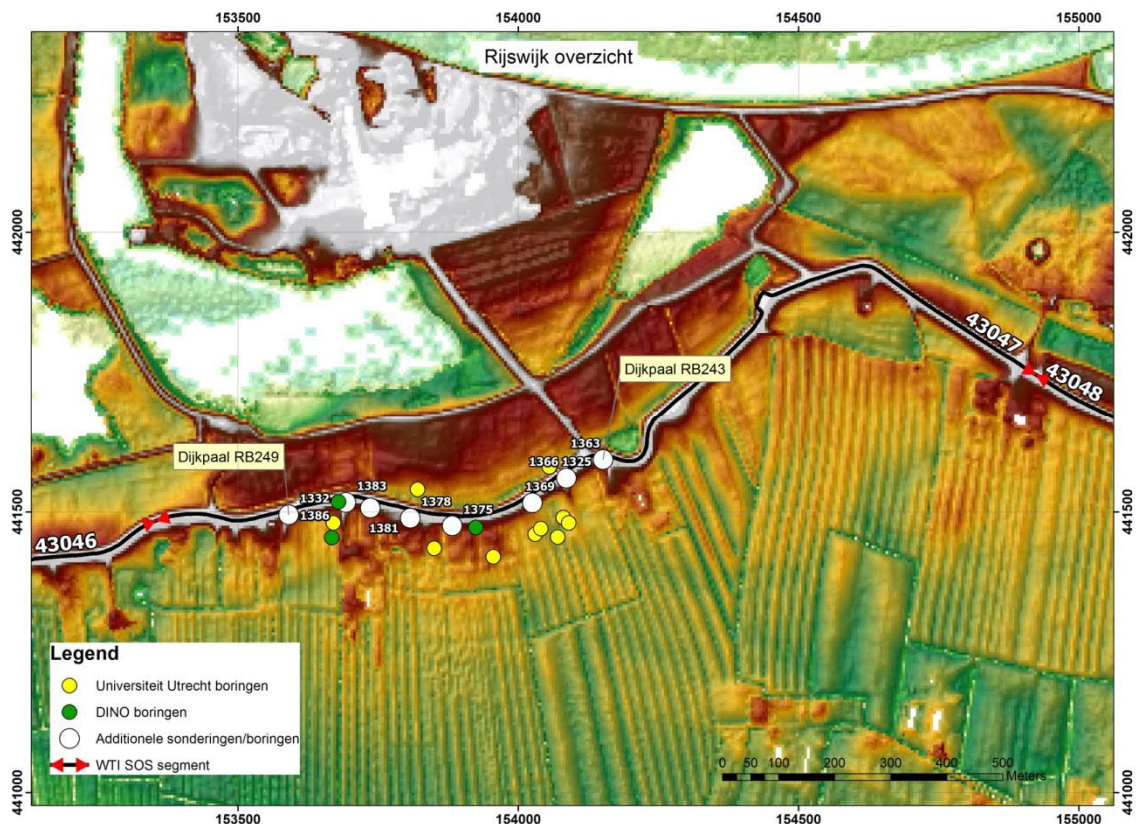 153500 154000 154500 155000
Rijswijk overzicht
442000 442000
43047
43048
Dijkpaal RB243
Dijkpaal RB249
1363
1366 1325
1332 1383 1378 1369
1386 1381 1375
441500 441500
43046
Legend
Universiteit Utrecht boringen
DINO boringen
Additionele sonderingen/boringen
WTI SOS segment
0 50 100 200 300 400 500
Meters
441000 441000
153500 154000 154500 155000